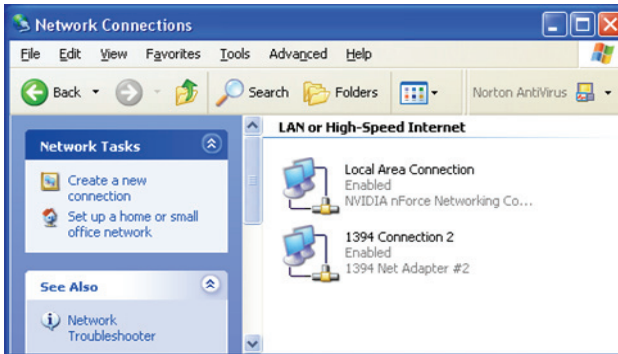 Network Connections
File Edit View Favorites Tools Advanced Help
Back Search Folders Norton AntiVirus
Network Tasks
Create a new
connection
Set up a home or small
office network
See Also
Network
Troubleshooter
LAN or High-Speed Internet
Local Area Connection
Enabled
NVIDIA nForce Networking Co...
1394 Connection 2
Enabled
1394 Net Adapter #2